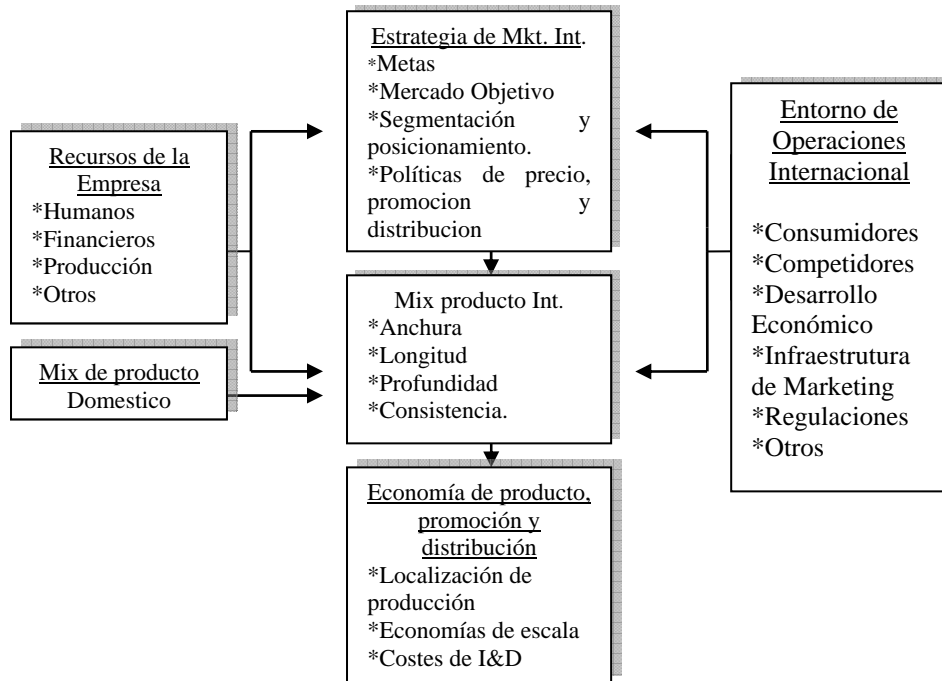 Estrategia de Mkt. Int.
*Metas
*Mercado Objetivo
*Segmentación y
posicionamiento.
*Políticas de precio,
promocion y
distribucion
Recursos de la
Empresa
*Humanos
*Financieros
*Producción
*Otros
Entorno de
Operaciones
Internacional
*Consumidores
*Competidores
*Desarrollo
Económico
*Infraestrutura
de Marketing
*Regulaciones
*Otros
Mix producto Int.
*Anchura
*Longitud
*Profundidad
*Consistencia.
Mix de producto
Domestico
Economía de producto,
promoción y
distribución
*Localización de
producción
*Economías de escala
*Costes de I&D